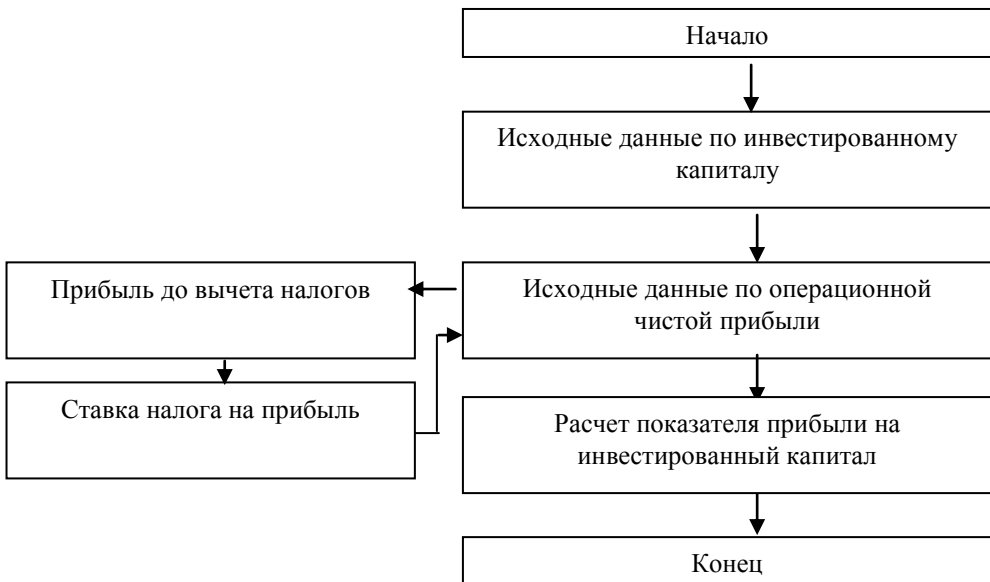 Начало
Исходные данные по инвестированному
капиталу
Прибыль до вычета налогов
Исходные данные по операционной
чистой прибыли
Ставка налога на прибыль
Расчет показателя прибыли на
инвестированный капитал
Конец